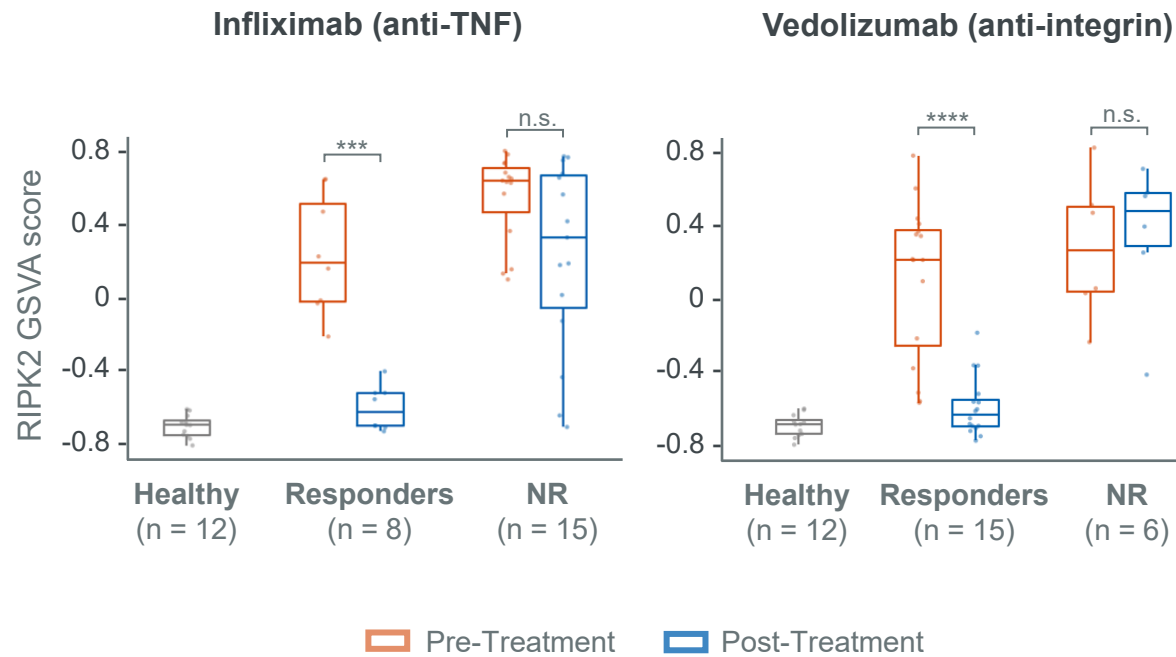 Infliximab (anti-TNF)
Vedolizumab (anti-integrin)
RIPK2 GSVA score
0.8
0.4
0
-0.4
-0.8
***
n.s.
Healthy
(n = 12)
Responders
(n = 8)
NR
(n = 15)
0.8
0.4
0
-0.4
-0.8
****
n.s.
Healthy
(n = 12)
Responders
(n = 15)
NR
(n = 6)
Pre-Treatment
Post-Treatment